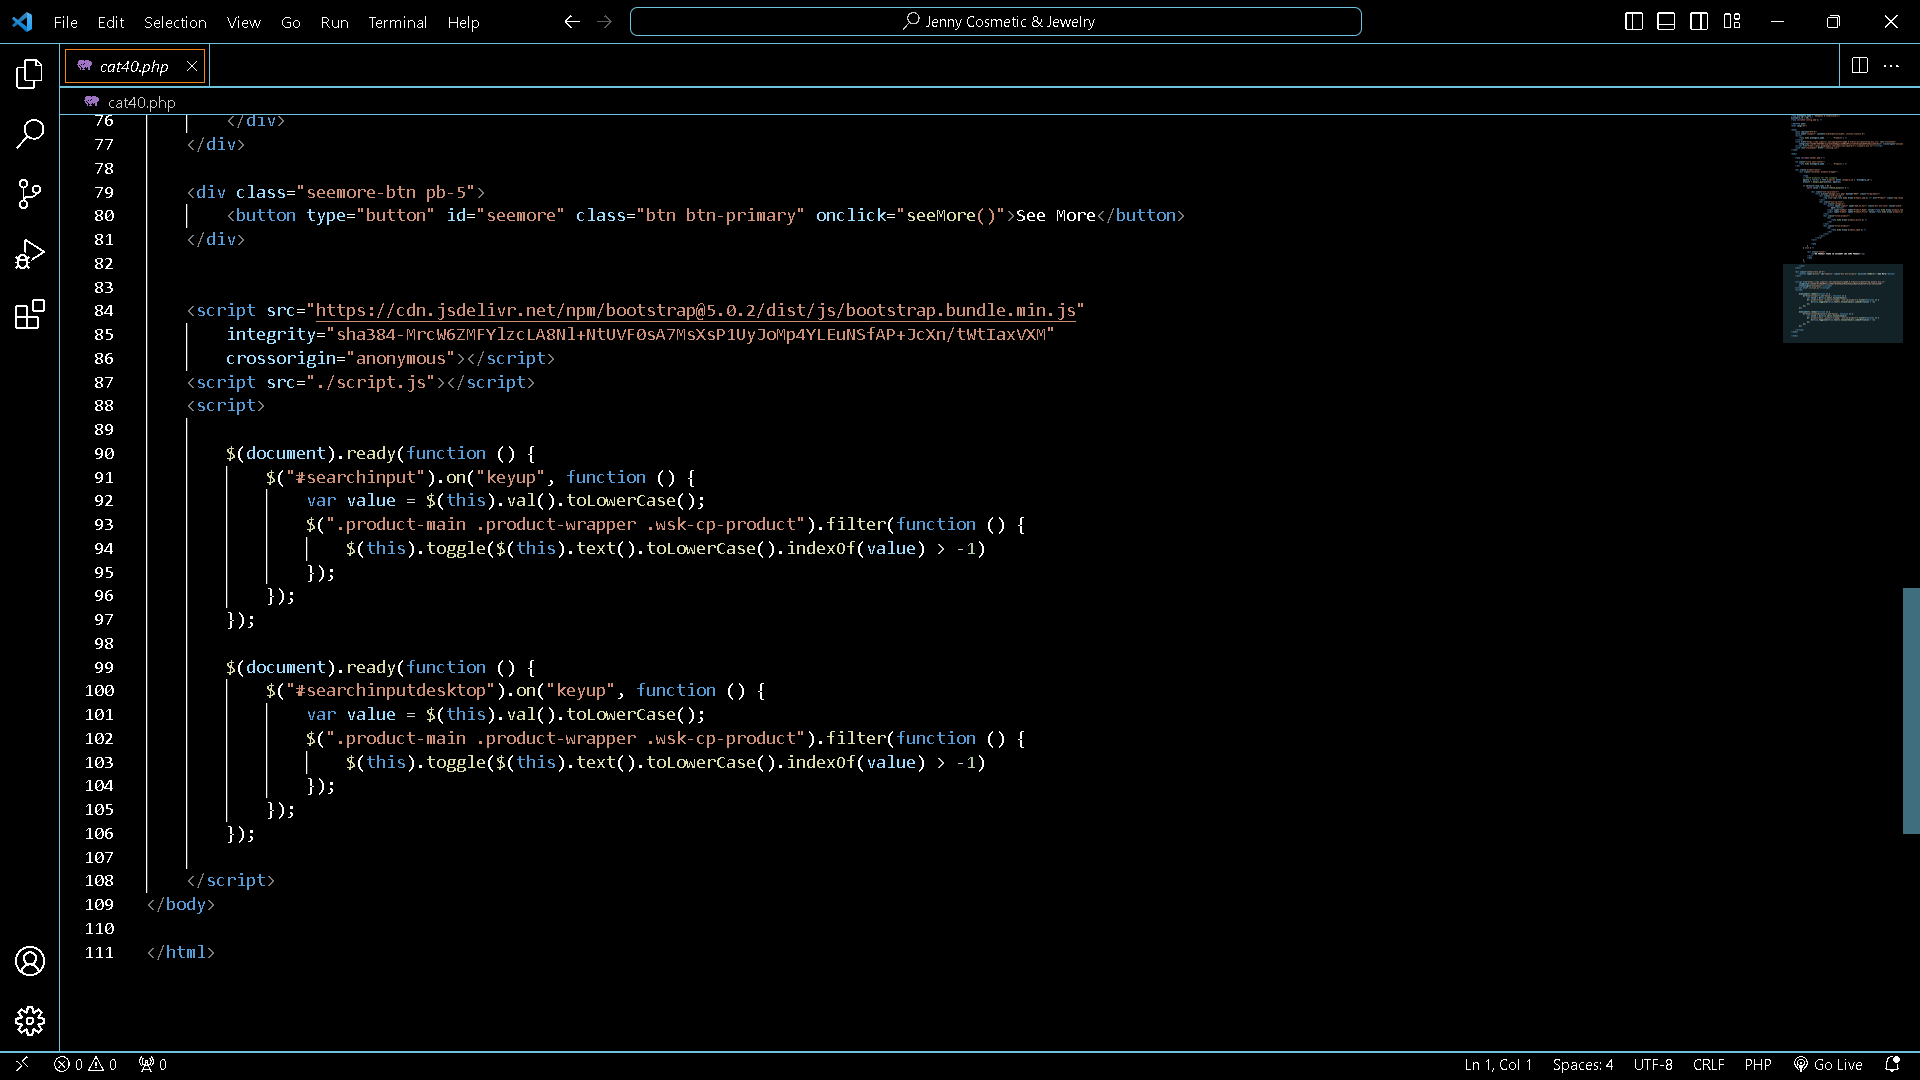 File Edit Selection View Go Run Terminal Help
Jenny Cosmetic & Jewelry
cat40.php
cat40.php
76 </div>
77 </div>
78
79 <div class="seemore-btn pb-5">
80 <button type="button" id="seemore" class="btn btn-primary" onclick="seeMore()">See More</button>
81 </div>
82
83
84 <script src="https://cdn.jsdelivr.net/npm/bootstrap@5.0.2/dist/js/bootstrap.bundle.min.js"
85 integrity="sha384-MrcW6ZMFYlzcLA8Nl+NtUVF0sA7MsXsP1UyJoMp4YLEuNSfAP+JcXn/tWtIaxVXM"
86 crossorigin="anonymous"></script>
87 <script src="./script.js"></script>
88 <script>
89
90 $(document).ready(function () {
91 $("#searchinput").on("keyup", function () {
92 var value = $(this).val().toLowerCase();
93 $(".product-main .product-wrapper .wsk-cp-product").filter(function () {
94 $(this).toggle($(this).text().toLowerCase().indexOf(value) > -1)
95 });
96 });
97 });
98
99 $(document).ready(function () {
100 $("#searchinputdesktop").on("keyup", function () {
101 var value = $(this).val().toLowerCase();
102 $(".product-main .product-wrapper .wsk-cp-product").filter(function () {
103 $(this).toggle($(this).text().toLowerCase().indexOf(value) > -1)
104 });
105 });
106 });
107
108 </script>
109 </body>
110
111 </html>
0 0 0 Ln 1, Col 1 Spaces: 4 UTF-8 CRLF PHP Go Live